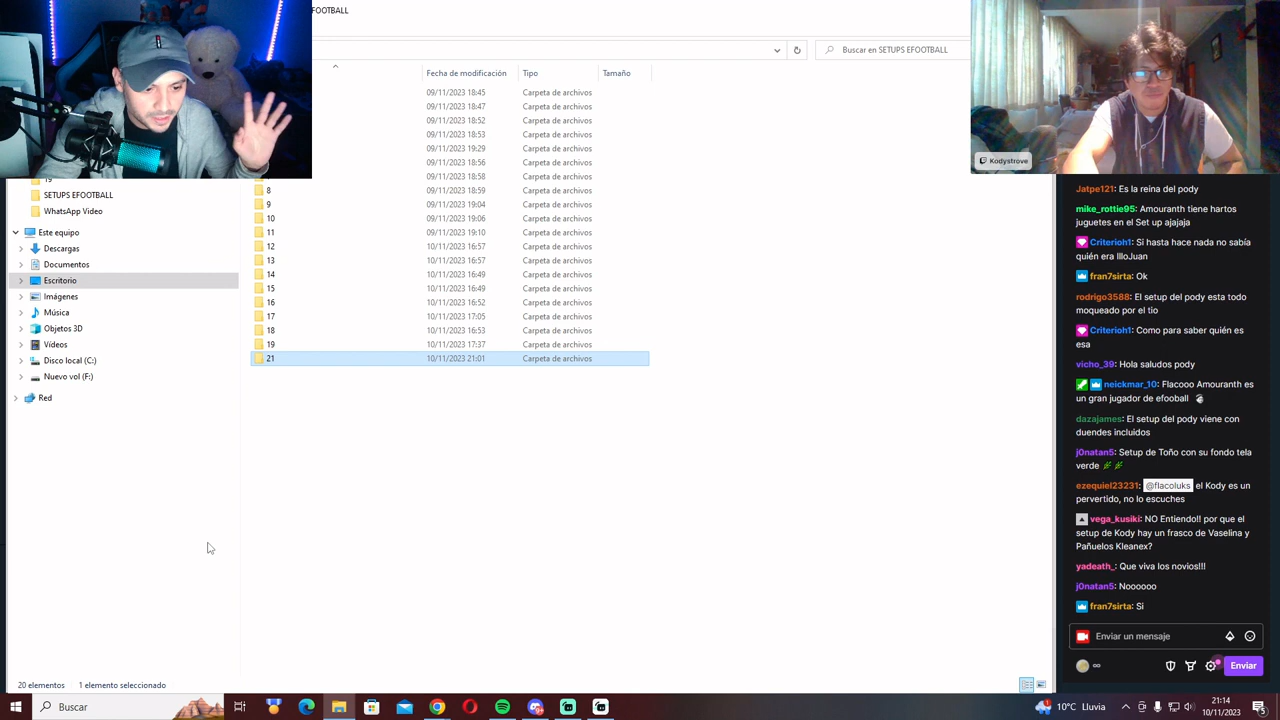 EFOOTBALL
Buscar en SETUPS EFOOTBALL
Fecha de modificación Tipo Tamaño
09/11/2023 18:45 Carpeta de archivos
09/11/2023 18:47 Carpeta de archivos
09/11/2023 18:52 Carpeta de archivos
09/11/2023 18:53 Carpeta de archivos
09/11/2023 19:29 Carpeta de archivos
09/11/2023 18:56 Carpeta de archivos
09/11/2023 18:58 Carpeta de archivos
8 09/11/2023 18:59 Carpeta de archivos
9 09/11/2023 19:04 Carpeta de archivos
10 09/11/2023 19:06 Carpeta de archivos
11 09/11/2023 19:10 Carpeta de archivos
12 10/11/2023 16:57 Carpeta de archivos
13 10/11/2023 16:57 Carpeta de archivos
14 10/11/2023 16:49 Carpeta de archivos
15 10/11/2023 16:49 Carpeta de archivos
16 10/11/2023 16:52 Carpeta de archivos
17 10/11/2023 17:05 Carpeta de archivos
18 10/11/2023 16:53 Carpeta de archivos
19 10/11/2023 17:37 Carpeta de archivos
21 10/11/2023 21:01 Carpeta de archivos
19
SETUPS EFOOTBALL
WhatsApp Video
Este equipo
Descargas
Documentos
Escritorio
Imágenes
Música
Objetos 3D
Vídeos
Disco local (C:)
Nuevo vol (F:)
Red
20 elementos 1 elemento seleccionado
Kodystrove
Jatpe121: Es la reina del pody
mike_rottie95: Amouranth tiene hartos
juguetes en el Set up ajajaja
Criterioh1: Si hasta hace nada no sabía
quién era IlloJuan
fran7sirta: Ok
rodrigo3588: El setup del pody esta todo
moqueado por el tio
Criterioh1: Como para saber quién es
esa
vicho_39: Hola saludos pody
neickmar_10: Flacooo Amouranth es
un gran jugador de efooball
dazajames: El setup del pody viene con
duendes incluidos
j0natan5: Setup de Toño con su fondo tela
verde
ezequiel23231: @flacoluks el Kody es un
pervertido, no lo escuches
vega_kusiki: NO Entiendo!! por que el
setup de Kody hay un frasco de Vaselina y
Pañuelos Kleanex?
yadeath_: Que viva los novios!!!
j0natan5: Noooooo
fran7sirta: Si
Enviar un mensaje
Enviar
Buscar
10°C Lluvia
21:14
10/11/2023
5